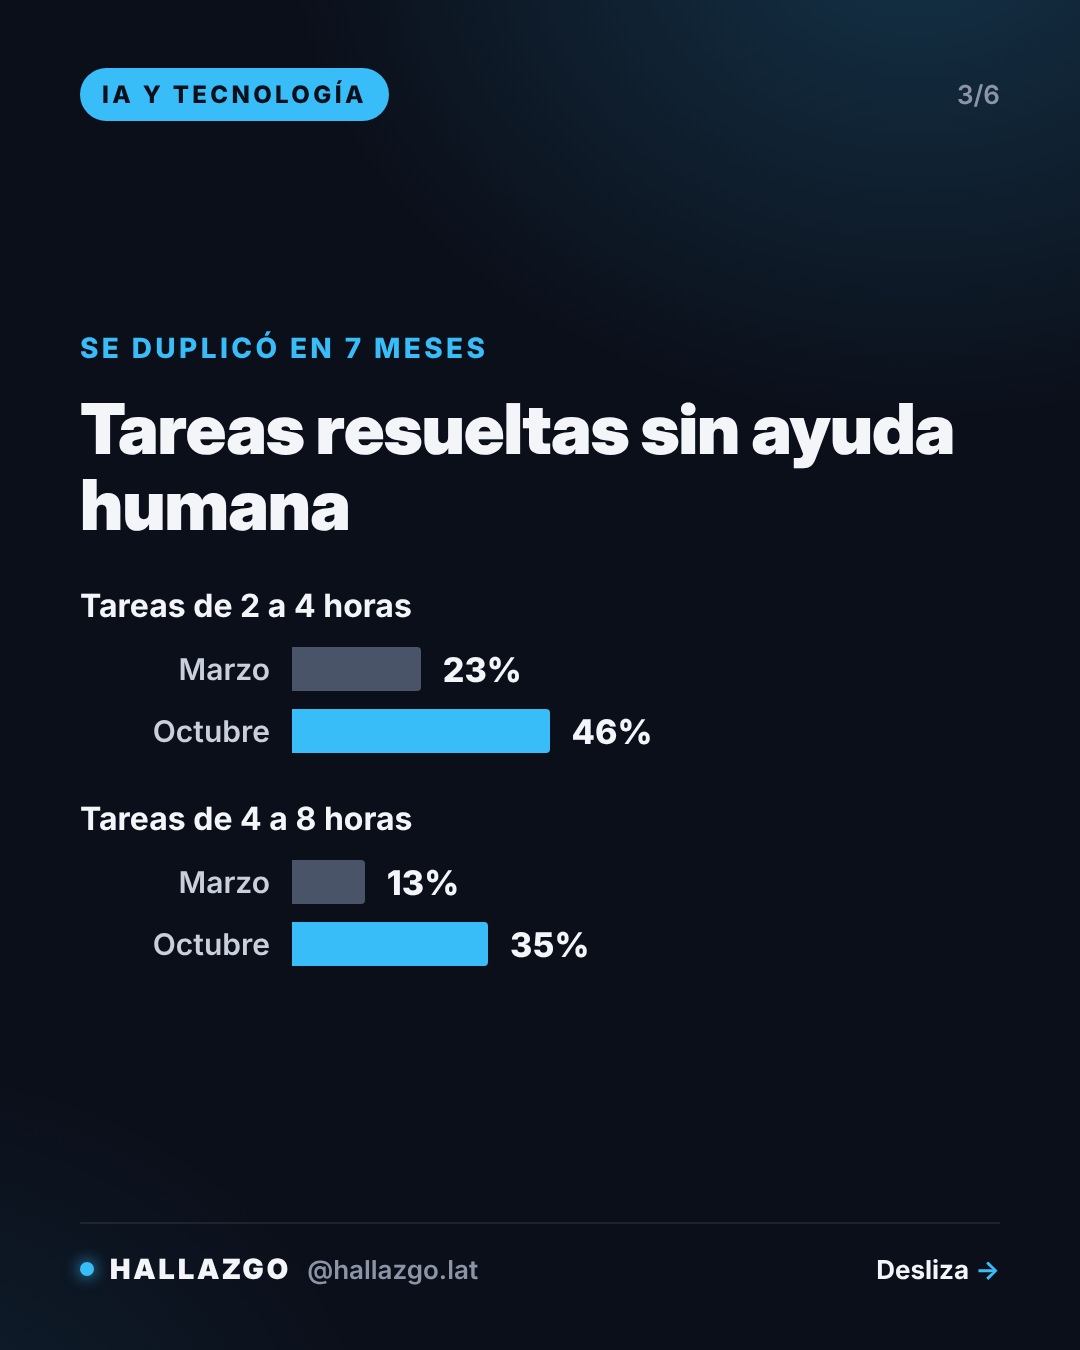 IA Y TECNOLOGÍA
3/6
SE DUPLICÓ EN 7 MESES
Tareas resueltas sin ayuda
humana
Tareas de 2 a 4 horas
Marzo 23%
Octubre 46%
Tareas de 4 a 8 horas
Marzo 13%
Octubre 35%
HALLAZGO @hallazgo.lat
Desliza →